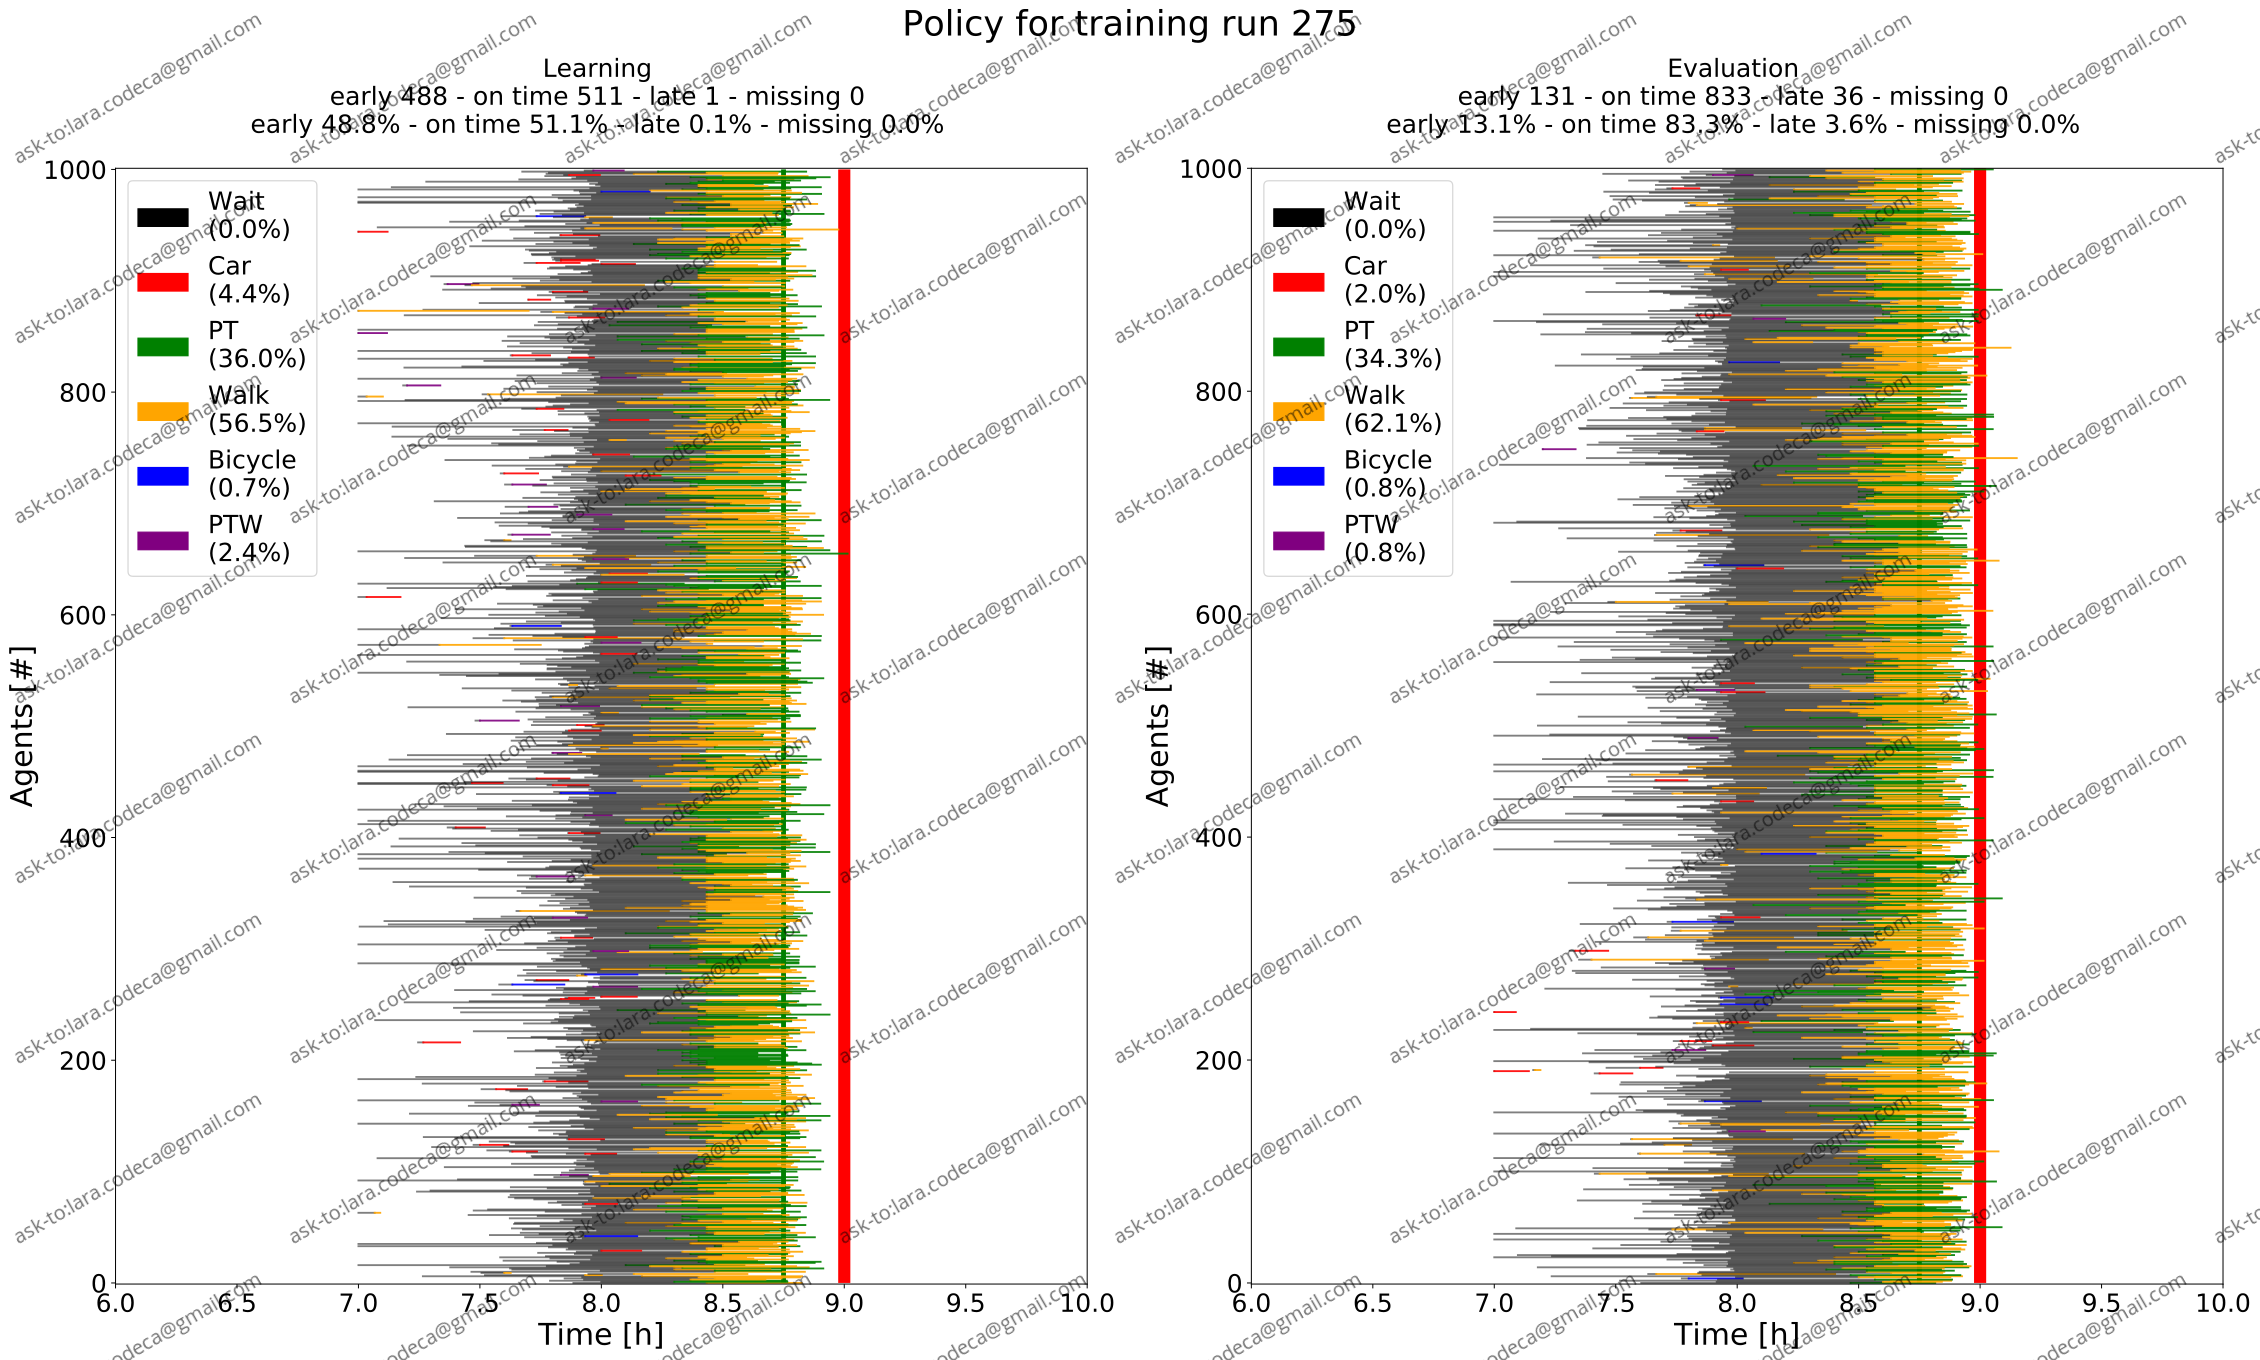 Policy for training run 275
Learning
early 488 - on time 511 - late 1 - missing 0
early 48.8% - on time 51.1% - late 0.1% - missing 0.0%
Agents [#]
1000
800
600
400
200
0
Wait
(0.0%)
Car
(4.4%)
PT
(36.0%)
Walk
(56.5%)
Bicycle
(0.7%)
PTW
(2.4%)
6.0 6.5 7.0 7.5 8.0 8.5 9.0 9.5 10.0
Time [h]
Evaluation
early 131 - on time 833 - late 36 - missing 0
early 13.1% - on time 83.3% - late 3.6% - missing 0.0%
Agents [#]
1000
800
600
400
200
0
Wait
(0.0%)
Car
(2.0%)
PT
(34.3%)
Walk
(62.1%)
Bicycle
(0.8%)
PTW
(0.8%)
6.0 6.5 7.0 7.5 8.0 8.5 9.0 9.5 10.0
Time [h]
ask-to:lara.codeca@gmail.com